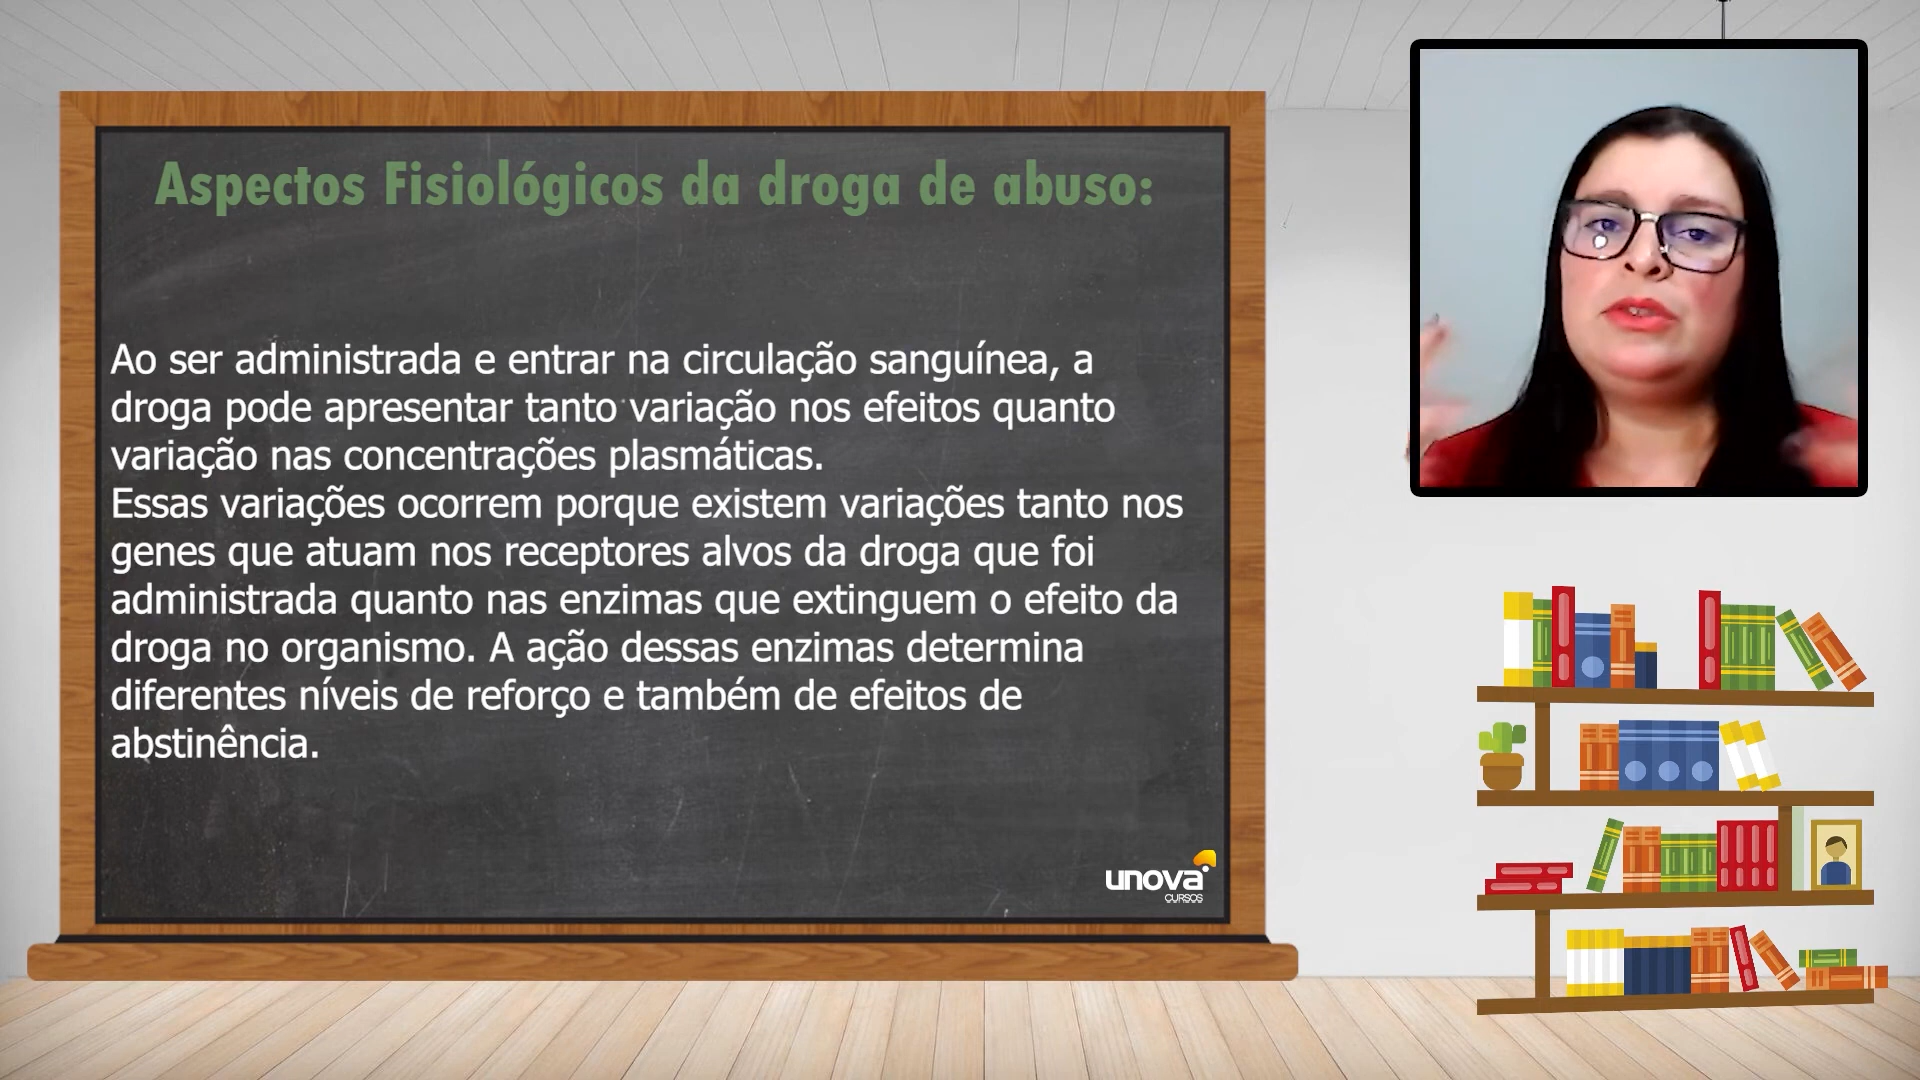 Aspectos Fisiológicos da droga de abuso:
Ao ser administrada e entrar na circulação sanguínea, a
droga pode apresentar tanto variação nos efeitos quanto
variação nas concentrações plasmáticas.
Essas variações ocorrem porque existem variações tanto nos
genes que atuam nos receptores alvos da droga que foi
administrada quanto nas enzimas que extinguem o efeito da
droga no organismo. A ação dessas enzimas determina
diferentes níveis de reforço e também de efeitos de
abstinência.
unova
CURSOS